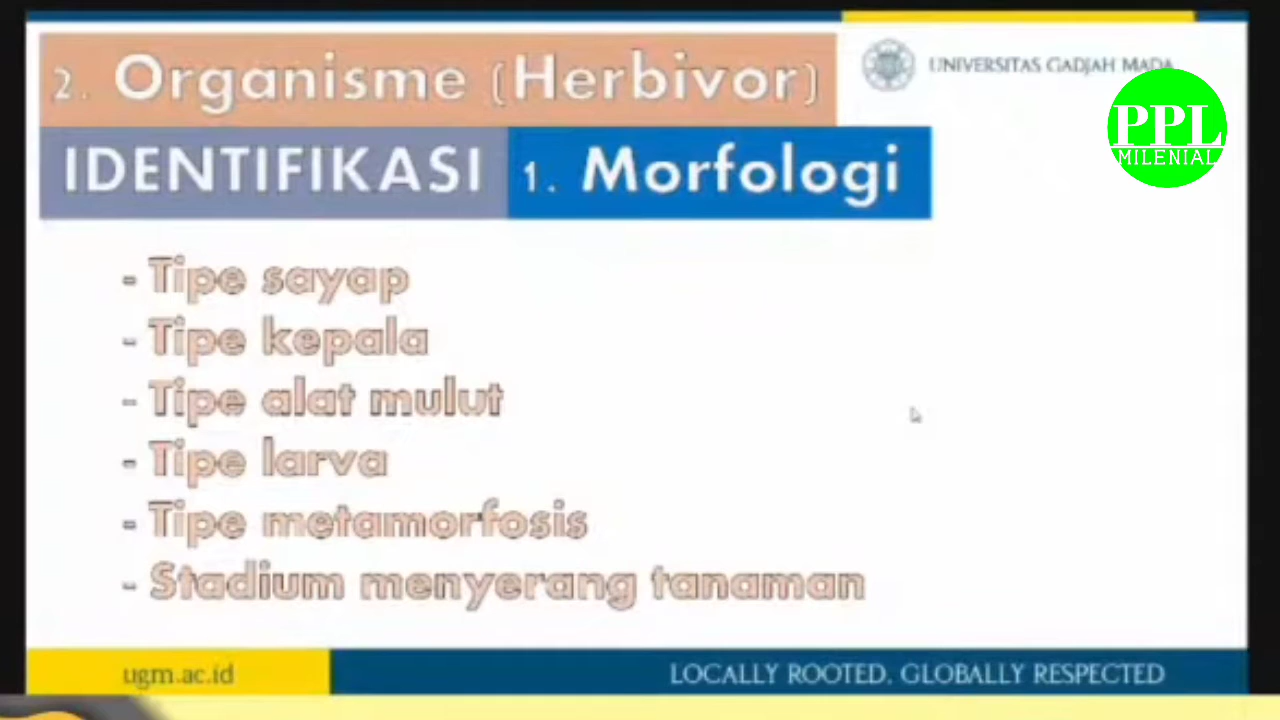 2. Organisme (Herbivor)
UNIVERSITAS GADJAH MADA
PPL
MILENIAL
IDENTIFIKASI 1. Morfologi
- Tipe sayap
- Tipe kepala
- Tipe alat mulut
- Tipe larva
- Tipe metamorfosis
- Stadium menyerang tanaman
ugm.ac.id
LOCALLY ROOTED, GLOBALLY RESPECTED